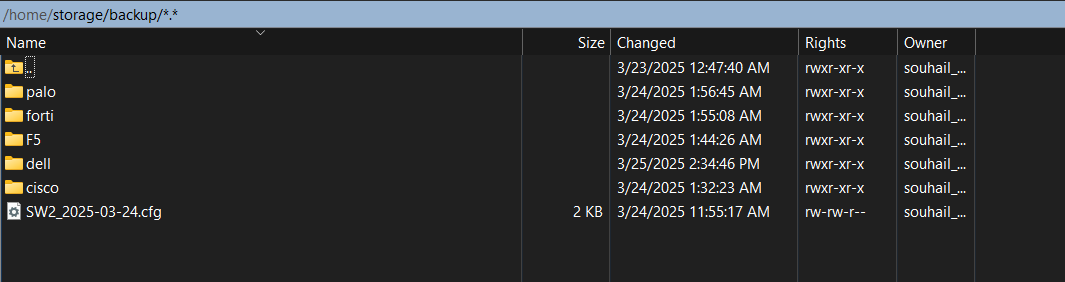 /home/storage/backup/*.*
Name Size Changed Rights Owner
.. 3/23/2025 12:47:40 AM rwxr-xr-x souhail_...
palo 3/24/2025 1:56:45 AM rwxr-xr-x souhail_...
forti 3/24/2025 1:55:08 AM rwxr-xr-x souhail_...
F5 3/24/2025 1:44:26 AM rwxr-xr-x souhail_...
dell 3/25/2025 2:34:46 PM rwxr-xr-x souhail_...
cisco 3/24/2025 1:32:23 AM rwxr-xr-x souhail_...
SW2_2025-03-24.cfg 2 KB 3/24/2025 11:55:17 AM rw-rw-r-- souhail_...